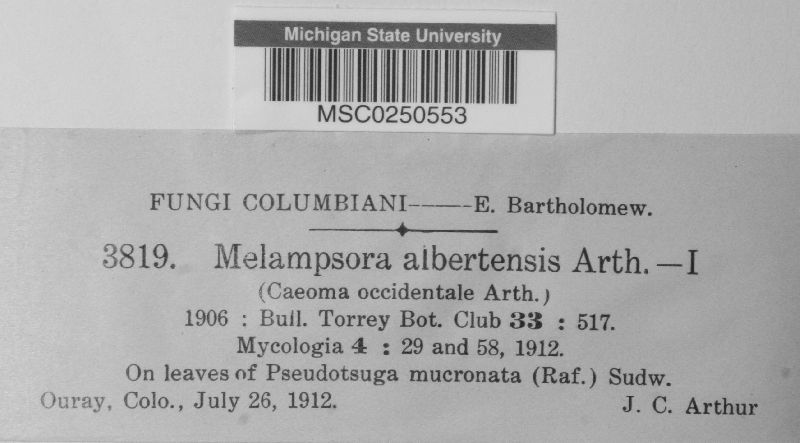 Michigan State University
MSC0250553
FUNGI COLUMBIANI——E. Bartholomew.
3819. Melampsora albertensis Arth.—I
(Caeoma occidentale Arth.)
1906 : Bull. Torrey Bot. Club 33 : 517.
Mycologia 4 : 29 and 58, 1912.
On leaves of Pseudotsuga mucronata (Raf.) Sudw.
Ouray, Colo., July 26, 1912. J. C. Arthur